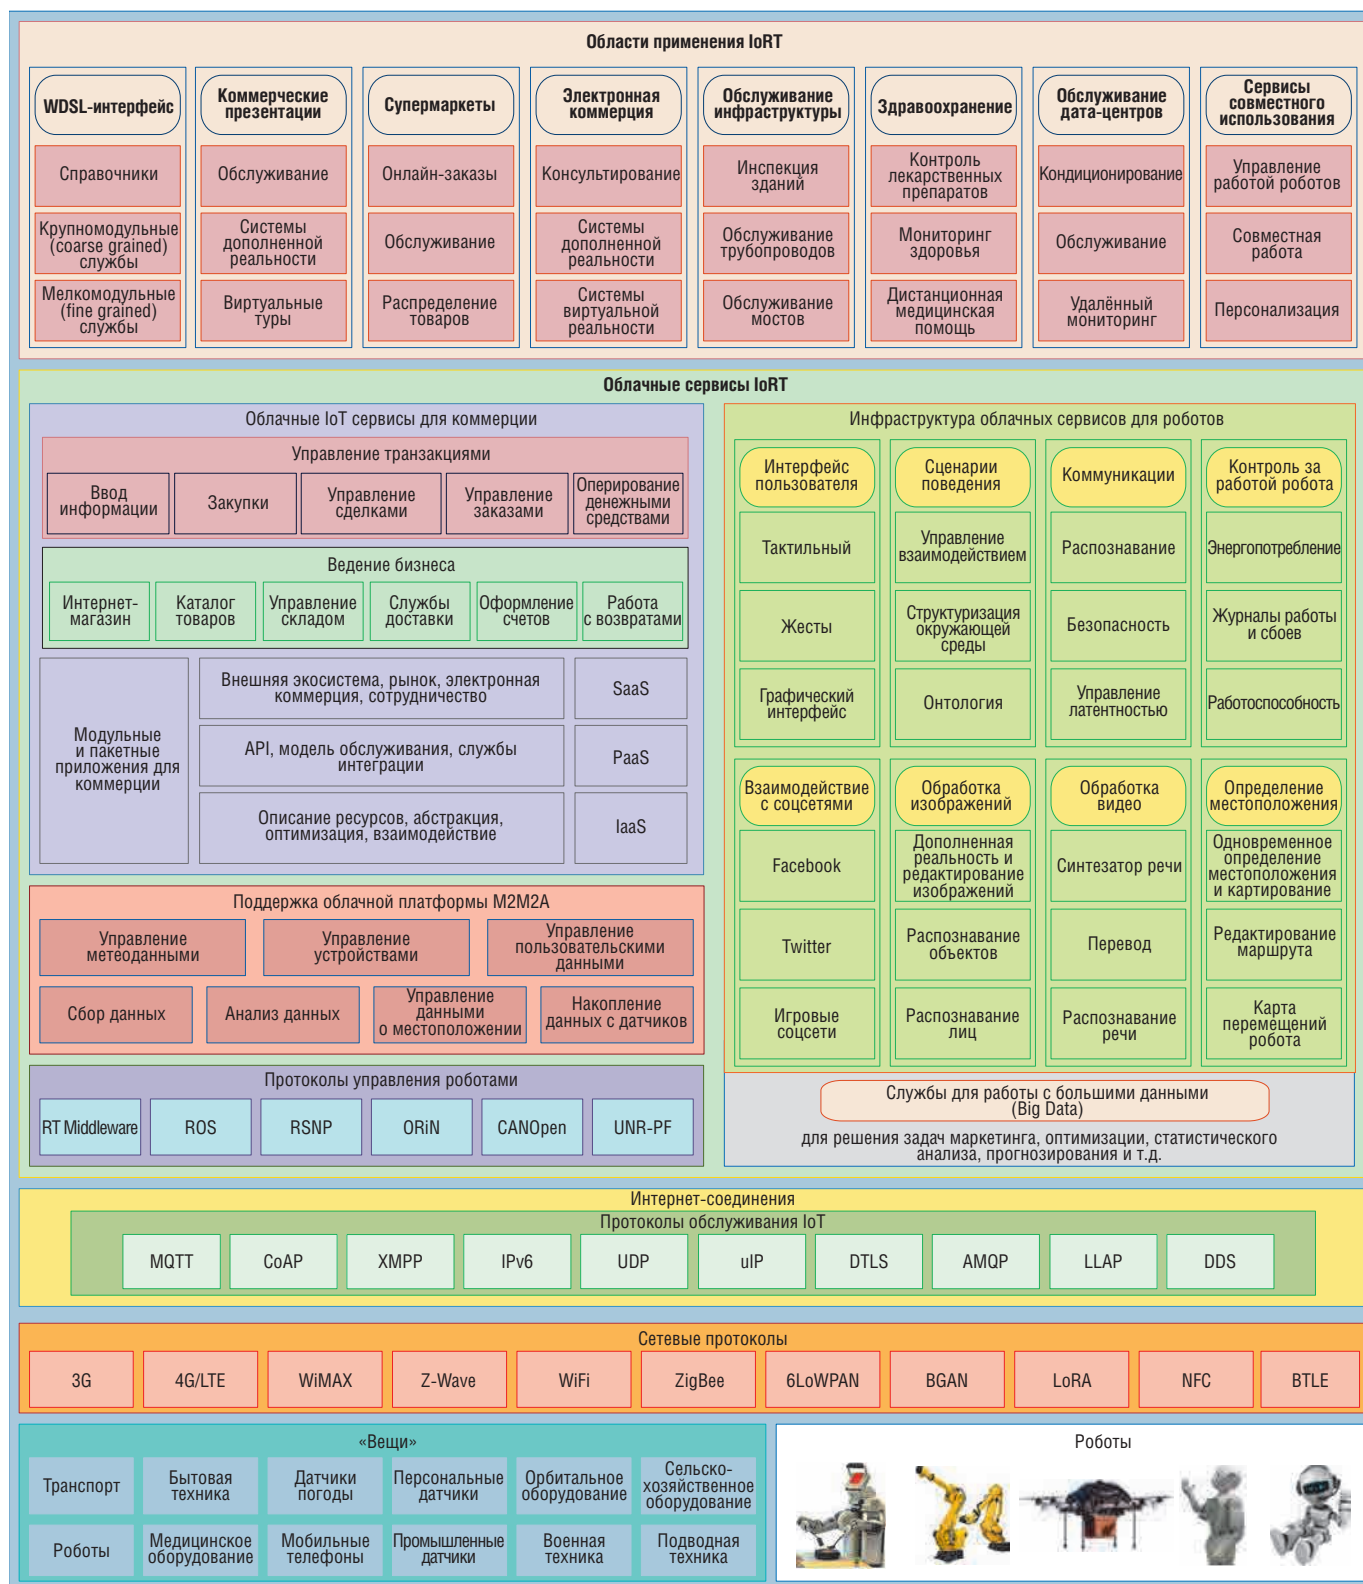 Области применения IoRT
WDSL-интерфейс
Справочники
Крупномодульные
(coarse grained)
службы
Мелкомодульные
(fine grained)
службы
Коммерческие
презентации
Обслуживание
Системы
дополненной
реальности
Виртуальные
туры
Супермаркеты
Онлайн-заказы
Обслуживание
Распределение
товаров
Электронная
коммерция
Консультирование
Системы
дополненной
реальности
Системы
виртуальной
реальности
Обслуживание
инфраструктуры
Инспекция
зданий
Обслуживание
трубопроводов
Обслуживание
мостов
Здравоохранение
Контроль
лекарственных
препаратов
Мониторинг
здоровья
Дистанционная
медицинская
помощь
Обслуживание
дата-центров
Кондиционирование
Обслуживание
Удалённый
мониторинг
Сервисы
совместного
использования
Управление
работой роботов
Совместная
работа
Персонализация
Облачные сервисы IoRT
Облачные IoT сервисы для коммерции
Управление транзакциями
Ввод
информации
Закупки
Управление
сделками
Управление
заказами
Оперирование
денежными
средствами
Ведение бизнеса
Интернет-
магазин
Каталог
товаров
Управление
складом
Службы
доставки
Оформление
счетов
Работа
с возвратами
Модульные
и пакетные
приложения для
коммерции
Внешняя экосистема, рынок, электронная
коммерция, сотрудничество
SaaS
API, модель обслуживания, службы
интеграции
PaaS
Описание ресурсов, абстракция,
оптимизация, взаимодействие
IaaS
Поддержка облачной платформы M2M2A
Управление
метеоданными
Управление
устройствами
Управление
пользовательскими
данными
Сбор данных
Анализ данных
Управление
данными
о местоположении
Накопление
данных с датчиков
Протоколы управления роботами
RT Middleware
ROS
RSNP
ORiN
CANOpen
UNR-PF
Инфраструктура облачных сервисов для роботов
Интерфейс
пользователя
Тактильный
Жесты
Графический
интерфейс
Сценарии
поведения
Управление
взаимодействием
Структуризация
окружающей
среды
Онтология
Коммуникации
Распознавание
Безопасность
Управление
латентностью
Контроль за
работой робота
Энергопотребление
Журналы работы
и сбоев
Работоспособность
Взаимодействие
с соцсетями
Facebook
Twitter
Игровые
соцсети
Обработка
изображений
Дополненная
реальность и
редактирование
изображений
Распознавание
объектов
Распознавание
лиц
Обработка
видео
Синтезатор речи
Перевод
Распознавание
речи
Определение
местоположения
Одновременное
определение
местоположения
и картирование
Редактирование
маршрута
Карта
перемещений
робота
Службы для работы с большими данными
(Big Data)
для решения задач маркетинга, оптимизации, статистического
анализа, прогнозирования и т.д.
Интернет-соединения
Протоколы обслуживания IoT
MQTT
CoAP
XMPP
IPv6
UDP
uIP
DTLS
AMQP
LLAP
DDS
Сетевые протоколы
3G
4G/LTE
WiMAX
Z-Wave
WiFi
ZigBee
6LoWPAN
BGAN
LoRA
NFC
BTLE
«Вещи»
Транспорт
Бытовая
техника
Датчики
погоды
Персональные
датчики
Орбитальное
оборудование
Сельско-
хозяйственное
оборудование
Роботы
Медицинское
оборудование
Мобильные
телефоны
Промышленные
датчики
Военная
техника
Подводная
техника
Роботы